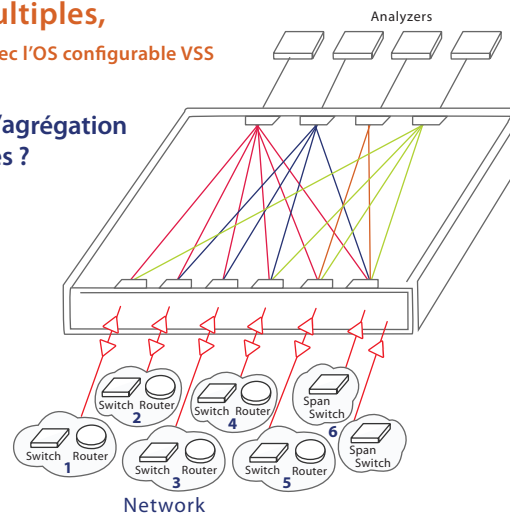 ultiples,
ec l'OS configurable VSS
'agrégation
es ?
Analyzers
Switch Router
2
Switch Router
4
Span
Switch
6
Switch Router
1
Switch Router
3
Switch Router
5
Span
Switch
Network